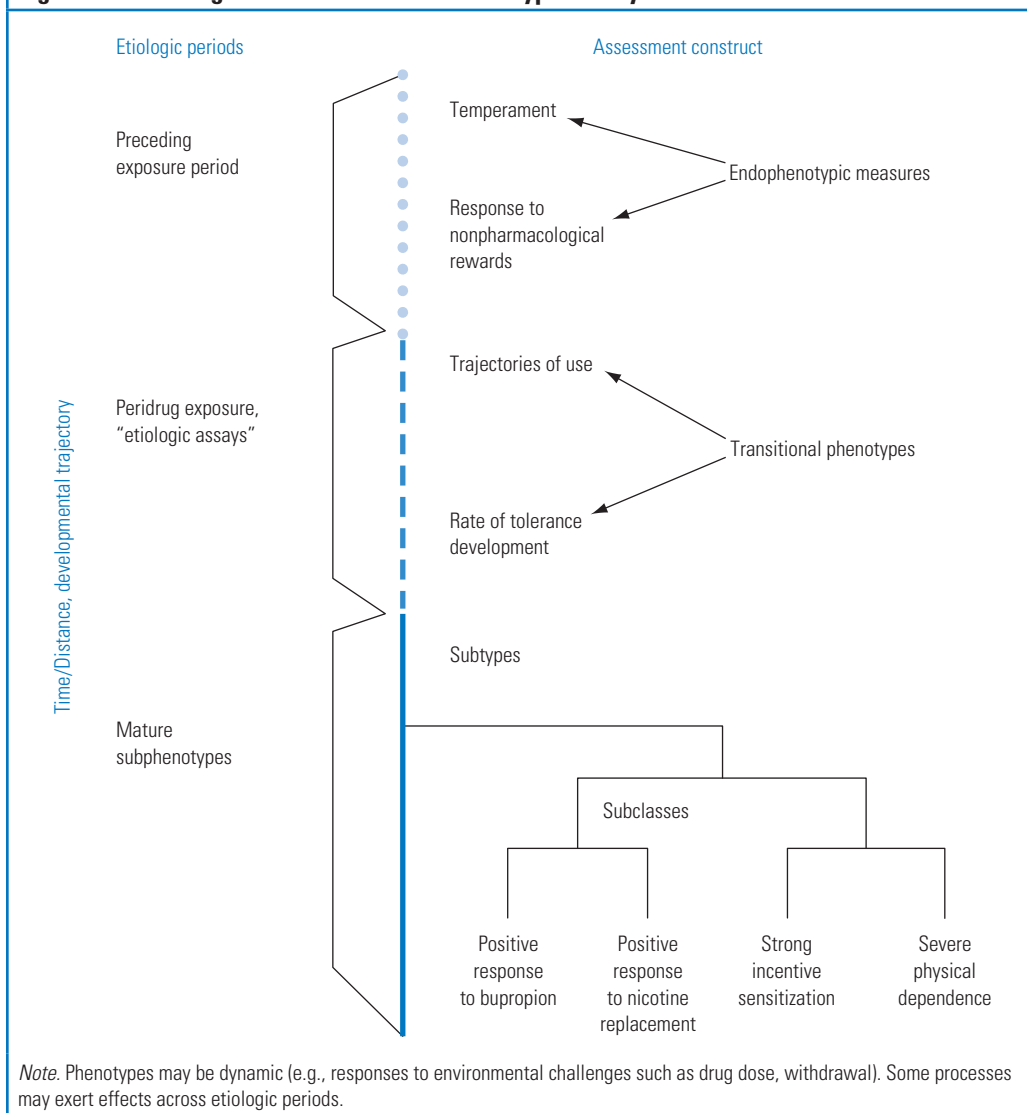 Etiologic periods
Assessment construct
Time/Distance, developmental trajectory
Preceding
exposure period
Temperament
Endophenotypic measures
Response to
nonpharmacological
rewards
Peridrug exposure,
“etiologic assays”
Trajectories of use
Transitional phenotypes
Rate of tolerance
development
Mature
subphenotypes
Subtypes
Subclasses
Positive
response
to bupropion
Positive
response
to nicotine
replacement
Strong
incentive
sensitization
Severe
physical
dependence
Note. Phenotypes may be dynamic (e.g., responses to environmental challenges such as drug dose, withdrawal). Some processes
may exert effects across etiologic periods.